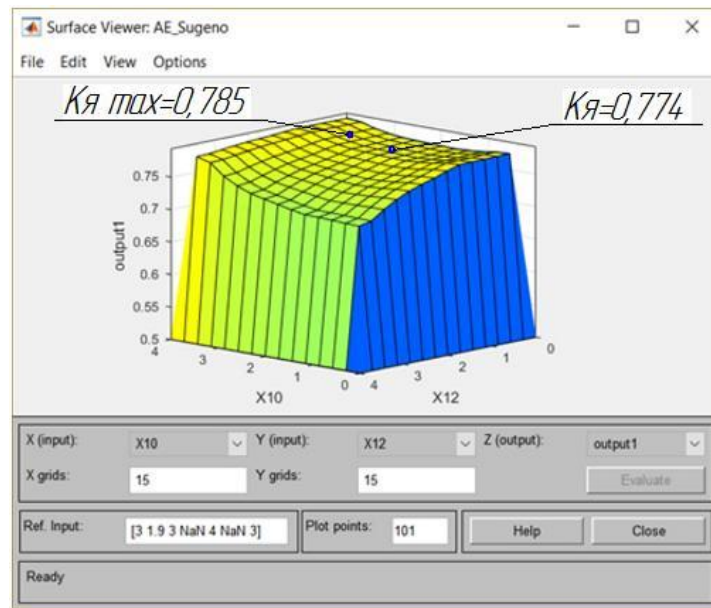 Surface Viewer: AE_Sugeno
File Edit View Options
Kя max=0,785
Kя=0,774
0.75
0.7
0.65
0.6
0.55
0.5
output1
4 3 2 1 0
X10
4 3 2 1 0
X12
X (input): X10 Y (input): X12 Z (output): output1
X grids: 15 Y grids: 15 Evaluate
Ref. Input: [3 1.9 3 NaN 4 NaN 3] Plot points: 101 Help Close
Ready